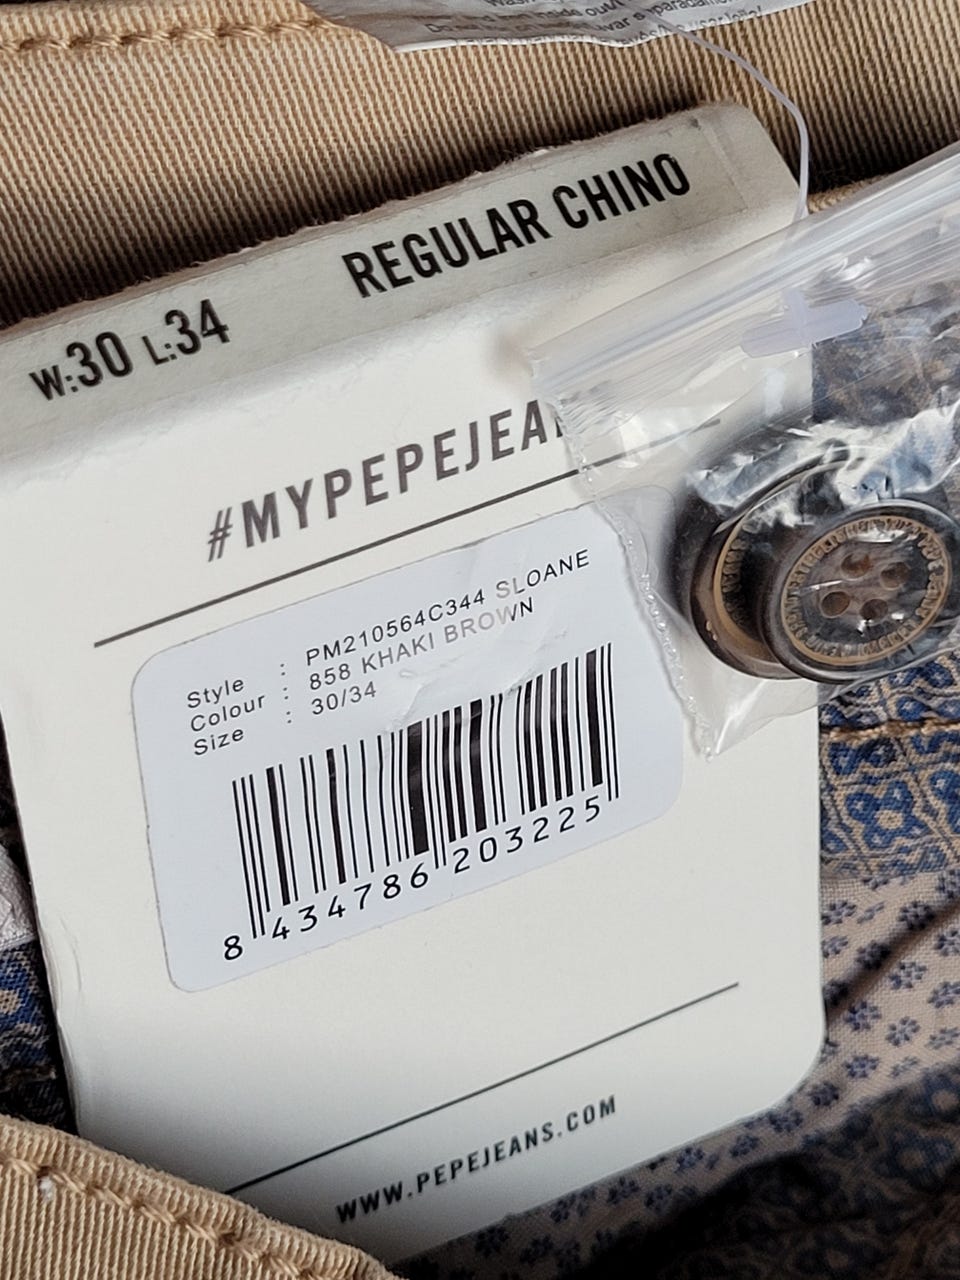 REGULAR CHINO
W:30 L:34
#MYPEPEJEA
Style : PM210564C344 SLOANE
Colour : 858 KHAKI BROWN
Size : 30/34
8 434786 203225
WWW.PEPEJEANS.COM